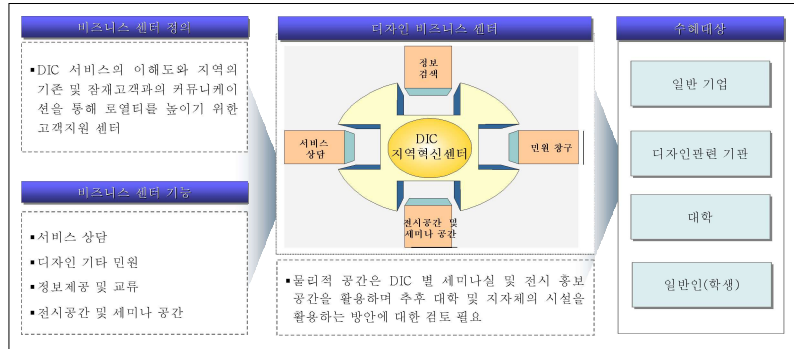 비즈니스 센터 정의
▪DIC 서비스의 이해도와 지역의
기존 및 잠재고객과의 커뮤니케이
션을 통해 로열티를 높이기 위한
고객지원 센터
비즈니스 센터 기능
▪서비스 상담
▪디자인 기타 민원
▪정보제공 및 교류
▪전시공간 및 세미나 공간
디자인 비즈니스 센터
정보
검색
서비스
상담
DIC
지역혁신센터
민원 창구
전시공간 및
세미나 공간
▪물리적 공간은 DIC 별 세미나실 및 전시 홍보
공간을 활용하며 추후 대학 및 지자체의 시설을
활용하는 방안에 대한 검토 필요
수혜대상
일반 기업
디자인관련 기관
대학
일반인(학생)